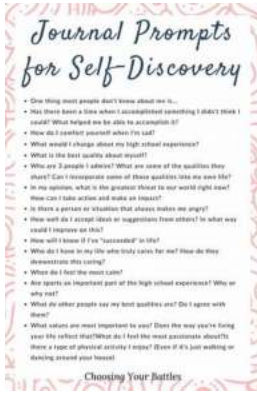 Journal Prompts
for Self-Discovery
• One thing most people don't know about me is...
• Has there been a time when I accomplished something I didn't think I
could? What helped me be able to accomplish it?
• How do I comfort yourself when I'm sad?
• What would I change about my high school experience?
• What is the best quality about myself?
• Who are 3 people I admire? What are some of the qualities they
share? Can I incorporate some of those qualities into my own life?
• In my opinion, what is the greatest threat to our world right now?
How can I take action and make an impact?
• Is there a person or situation that always makes me angry?
• How well do I accept ideas or suggestions from others? In what way
could I improve on this?
• How will I know if I've "succeeded" in life?
• Who do I have in my life who truly cares for me? How do they
demonstrate this caring?
• When do I feel the most calm?
• Are sports an important part of the high school experience? Why or
why not?
• What do other people say my best qualities are? Do I agree with
them?
• What values are most important to you? Does the way you're living
your life reflect that?What do I feel the most passionate about?Is
there a type of physical activity I enjoy? (Even if it's just walking or
dancing around your house)
Choosing Your Battles